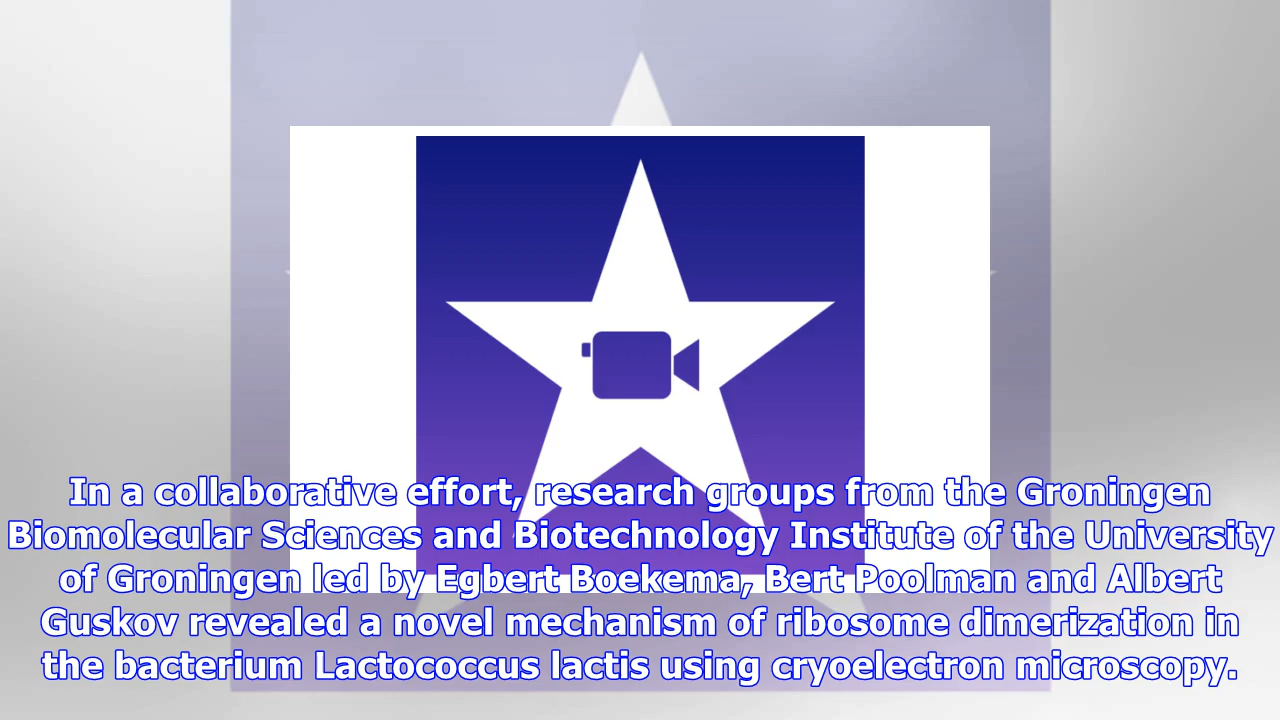 In a collaborative effort, research groups from the Groningen
Biomolecular Sciences and Biotechnology Institute of the University
of Groningen led by Egbert Boekema, Bert Poolman and Albert
Guskov revealed a novel mechanism of ribosome dimerization in
the bacterium Lactococcus lactis using cryoelectron microscopy.